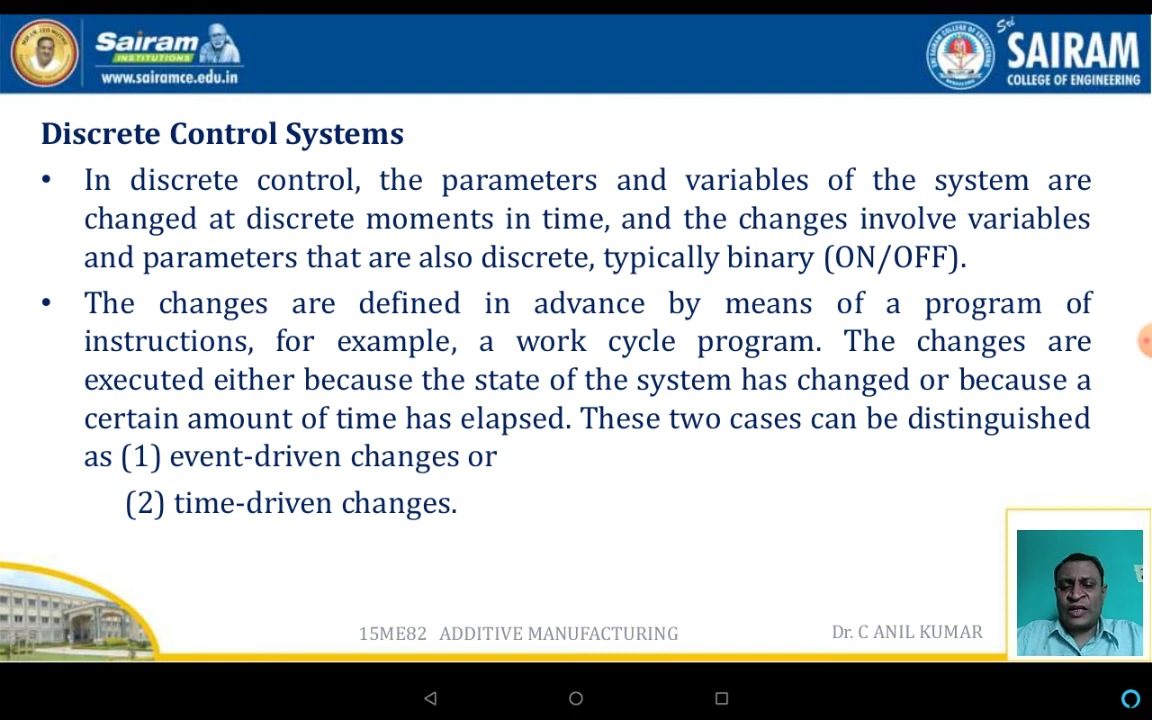 Sairam
INSTITUTIONS
www.sairamce.edu.in
Sri
SAIRAM
COLLEGE OF ENGINEERING
Discrete Control Systems
• In discrete control, the parameters and variables of the system are
changed at discrete moments in time, and the changes involve variables
and parameters that are also discrete, typically binary (ON/OFF).
• The changes are defined in advance by means of a program of
instructions, for example, a work cycle program. The changes are
executed either because the state of the system has changed or because a
certain amount of time has elapsed. These two cases can be distinguished
as (1) event-driven changes or
(2) time-driven changes.
15ME82 ADDITIVE MANUFACTURING
Dr. C ANIL KUMAR